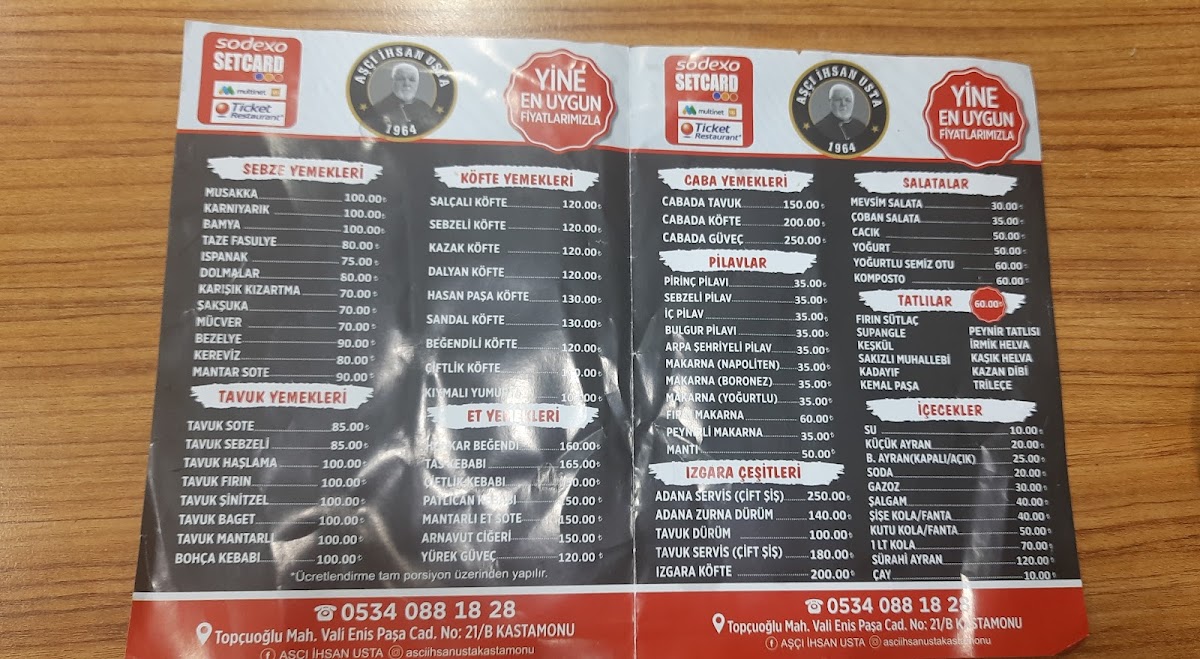 sodexo
SETCARD
multinet
Ticket
Restaurant
AŞÇI İHSAN USTA
1964
YİNE
EN UYGUN
FİYATLARIMIZLA
SEBZE YEMEKLERİ
MUSAKKA 100.00₺
KARNIYARIK 100.00₺
BAMYA 100.00₺
TAZE FASULYE 80.00₺
ISPANAK 75.00₺
DOLMALAR 80.00₺
KARIŞIK KIZARTMA 70.00₺
ŞAKŞUKA 70.00₺
MÜCVER 70.00₺
BEZELYE 90.00₺
KEREVİZ 80.00₺
MANTAR SOTE 90.00₺
TAVUK YEMEKLERİ
TAVUK SOTE 85.00₺
TAVUK SEBZELİ 85.00₺
TAVUK HAŞLAMA 100.00₺
TAVUK FIRIN 100.00₺
TAVUK ŞİNİTZEL 100.00₺
TAVUK BAGET 100.00₺
TAVUK MANTARLI 100.00₺
BOHÇA KEBABI 100.00₺
KÖFTE YEMEKLERİ
SALÇALI KÖFTE 120.00₺
SEBZELİ KÖFTE 120.00₺
KAZAK KÖFTE 120.00₺
DALYAN KÖFTE 120.00₺
HASAN PAŞA KÖFTE 130.00₺
SANDAL KÖFTE 130.00₺
BEĞENDİLİ KÖFTE 120.00₺
ÇİFTLİK KÖFTE
KIYMALI
ET YEMEKLERİ
BEĞENDİ 160.00₺
TAS KEBABI 165.00₺
ÇİFTLİK KEBABI
PATLICAN KEBABI 150.00₺
MANTARLI ET SOTE 150.00₺
ARNAVUT CİĞERİ 150.00₺
YÜREK GÜVEÇ 120.00 ₺
*Ücretlendirme tam porsiyon üzerinden yapılır.
0534 088 18 28
Topçuoğlu Mah. Vali Enis Paşa Cad. No: 21/B KASTAMONU
AŞÇI İHSAN USTA asciihsanustakastamonu
sodexo
SETCARD
multinet
Ticket
Restaurant
AŞÇI İHSAN USTA
1964
YİNE
EN UYGUN
FİYATLARIMIZLA
CABA YEMEKLERİ
CABADA TAVUK 150.00₺
CABADA KÖFTE 200.00₺
CABADA GÜVEÇ 250.00₺
PİLAVLAR
PİRİNÇ PİLAVI 35.00₺
SEBZELİ PİLAV 35.00₺
İÇ PİLAV 35.00₺
BULGUR PİLAVI 35.00₺
ARPA ŞEHRİYELİ PİLAV 35.00₺
MAKARNA (NAPOLİTEN) 35.00₺
MAKARNA (BORONEZ) 35.00₺
MAKARNA (YOĞURTLU) 35.00₺
FIRIN MAKARNA 60.00₺
PEYNİRLİ MAKARNA 35.00₺
MANTI 50.00₺
IZGARA ÇEŞİTLERİ
ADANA SERVİS (ÇİFT ŞİŞ) 250.00₺
ADANA ZURNA DÜRÜM 140.00₺
TAVUK DÜRÜM 100.00₺
TAVUK SERVİS (ÇİFT ŞİŞ) 180.00₺
IZGARA KÖFTE 200.00₺
SALATALAR
MEVSİM SALATA 30.00₺
ÇOBAN SALATA 35.00₺
CACIK 50.00₺
YOĞURT 50.00₺
YOĞURTLU SEMİZ OTU 60.00₺
KOMPOSTO 60.00₺
TATLILAR 60.00₺
FIRIN SÜTLAÇ
SUPANGLE PEYNİR TATLISI
KEŞKÜL İRMİK HELVA
SAKIZLI MUHALLEBİ KAŞIK HELVA
KADAYIF KAZAN DİBİ
KEMAL PAŞA TRİLEÇE
İÇECEKLER
SU 10.00₺
KÜÇÜK AYRAN 20.00₺
B. AYRAN(KAPALI/AÇIK) 25.00₺
SODA 20.00₺
GAZOZ 30.00₺
ŞALGAM 40.00₺
ŞİŞE KOLA/FANTA 40.00₺
KUTU KOLA/FANTA 50.00₺
1 LT KOLA 70.00₺
SÜRAHİ AYRAN 120.00₺
ÇAY 10.00₺
0534 088 18 28
Topçuoğlu Mah. Vali Enis Paşa Cad. No: 21/B KASTAMONU
AŞÇI İHSAN USTA asciihsanustakastamonu